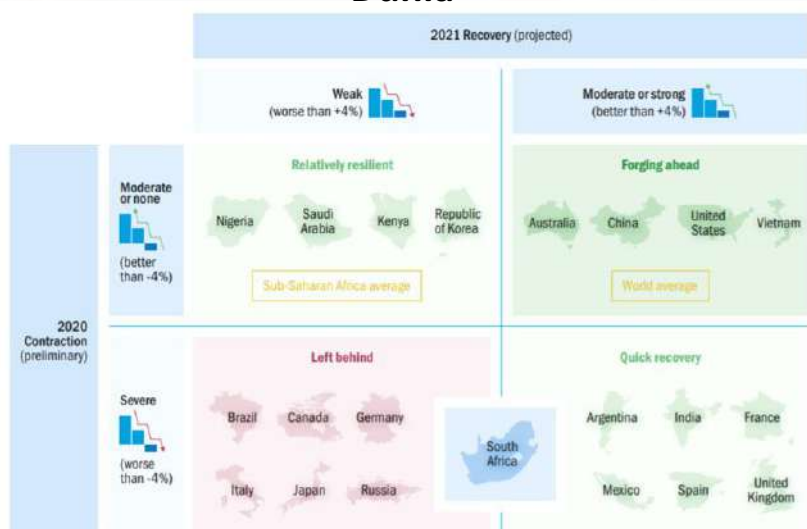 2021 Recovery (projected)
Weak
(worse than +4%)
Moderate or strong
(better than +4%)
2020
Contraction
(preliminary)
Moderate
or none
(better
than -4%)
Relatively resilient
Nigeria
Saudi
Arabia
Kenya
Republic
of Korea
Sub-Saharan Africa average
Forging ahead
Australia
China
United
States
Vietnam
World average
Severe
(worse
than -4%)
Left behind
Brazil
Canada
Germany
Italy
Japan
Russia
South
Africa
Quick recovery
Argentina
India
France
Mexico
Spain
United
Kingdom